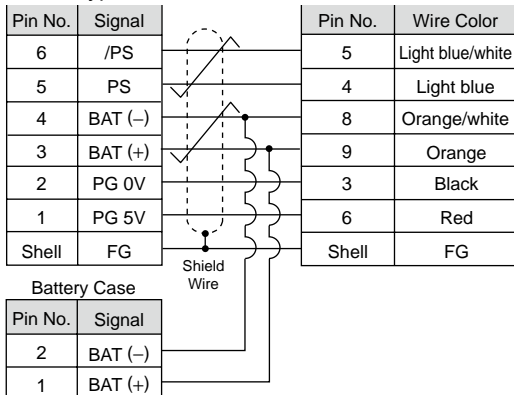 Pin No. Signal Pin No. Wire Color
6 /PS 5 Light blue/white
5 PS 4 Light blue
4 BAT (−) 8 Orange/white
3 BAT (+) 9 Orange
2 PG 0V 3 Black
1 PG 5V 6 Red
Shell FG Shell FG
Shield
Wire
Battery Case
Pin No. Signal
2 BAT (−)
1 BAT (+)